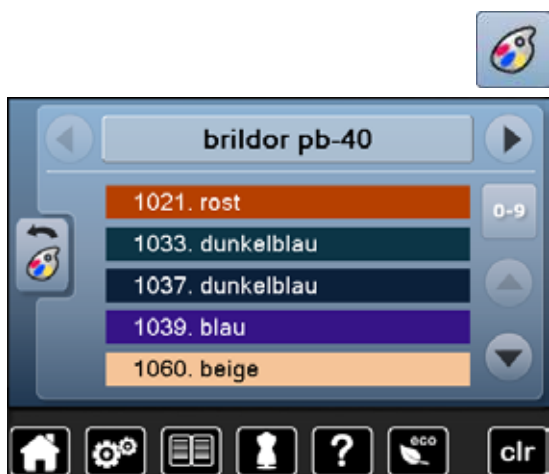 brildor pb-40
1021. rost
0-9
1033. dunkelblau
1037. dunkelblau
1039. blau
1060. beige
?
eco
clr